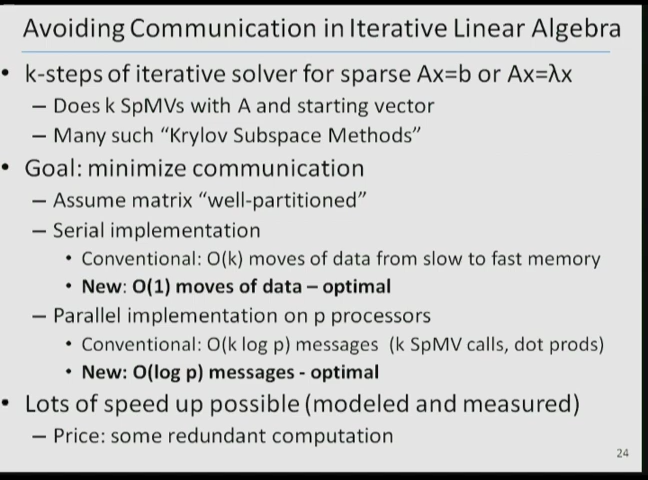 Avoiding Communication in Iterative Linear Algebra
• k-steps of iterative solver for sparse Ax=b or Ax=λx
– Does k SpMVs with A and starting vector
– Many such “Krylov Subspace Methods”
• Goal: minimize communication
– Assume matrix “well-partitioned”
– Serial implementation
• Conventional: O(k) moves of data from slow to fast memory
• New: O(1) moves of data – optimal
– Parallel implementation on p processors
• Conventional: O(k log p) messages (k SpMV calls, dot prods)
• New: O(log p) messages - optimal
• Lots of speed up possible (modeled and measured)
– Price: some redundant computation
24